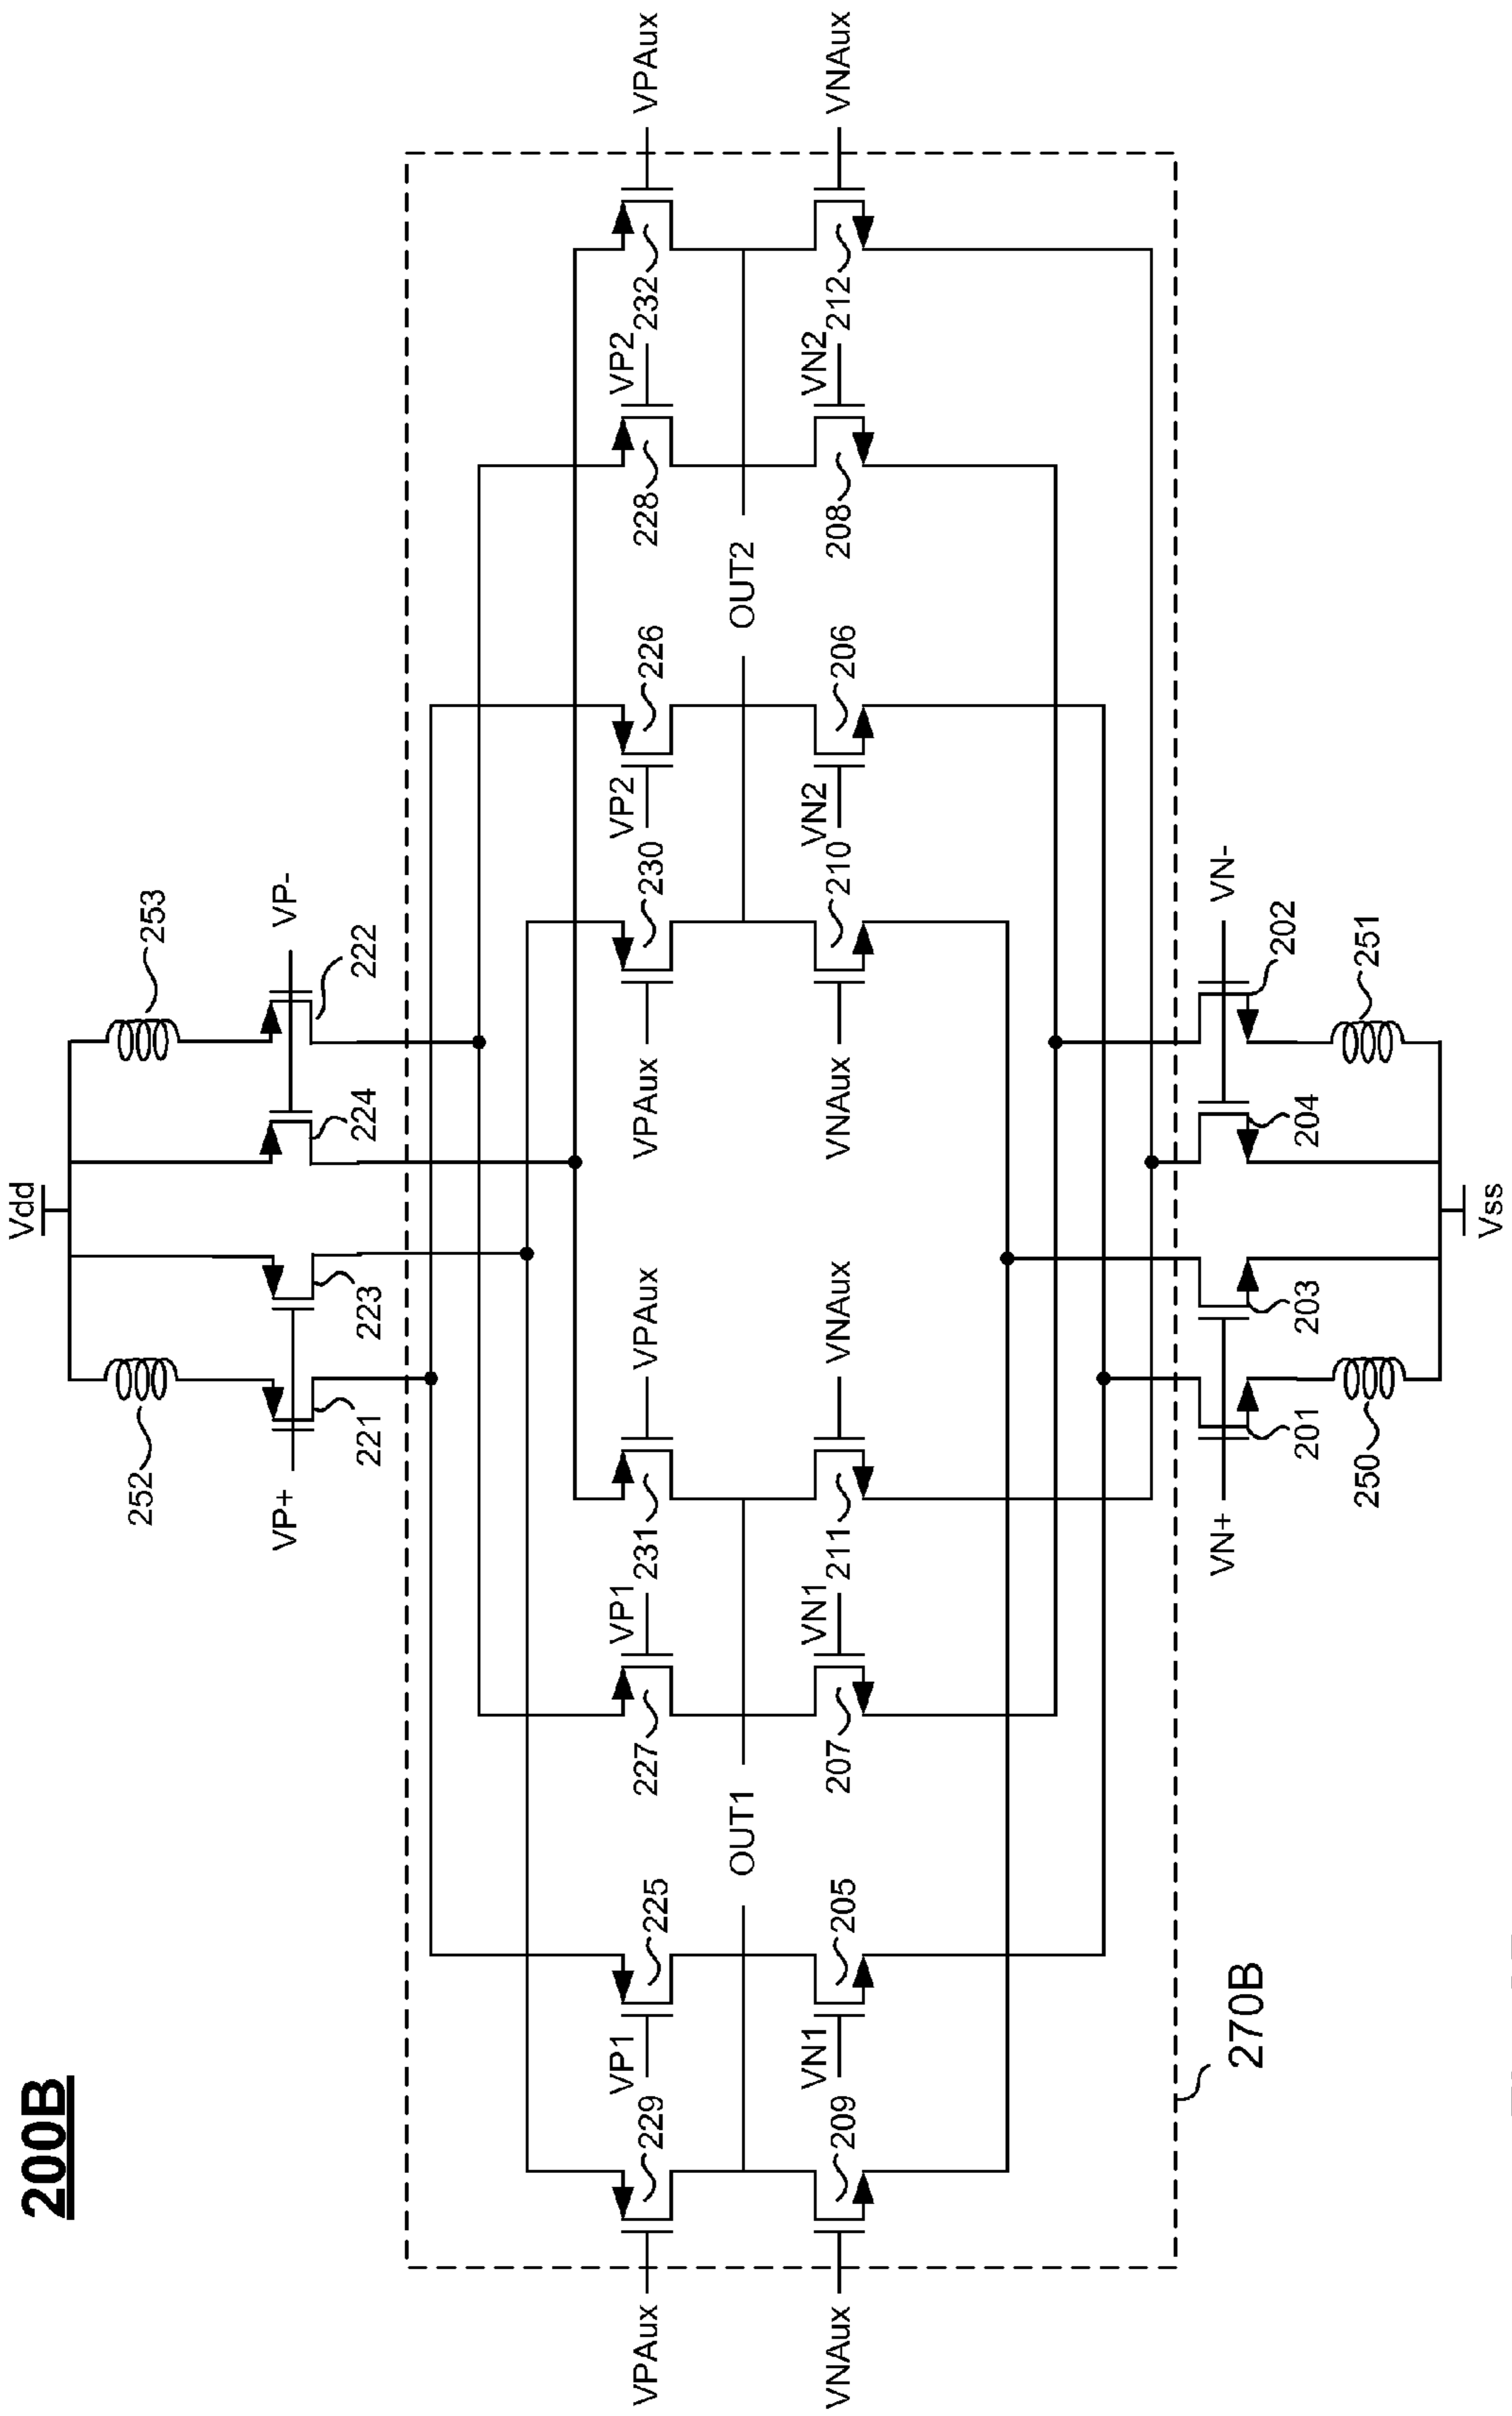 200B
Vdd
252
253
VP+
VP-
221
223
224
222
VPAux
229
VP1
225
227
VP1
231
VPAux
VPAux
230
VP2
226
228
VP2
232
VPAux
OUT1
OUT2
VNAux
209
VN1
205
207
VN1
211
VNAux
VNAux
210
VN2
206
208
VN2
212
VNAux
270B
VN+
VN-
201
203
204
202
250
251
Vss